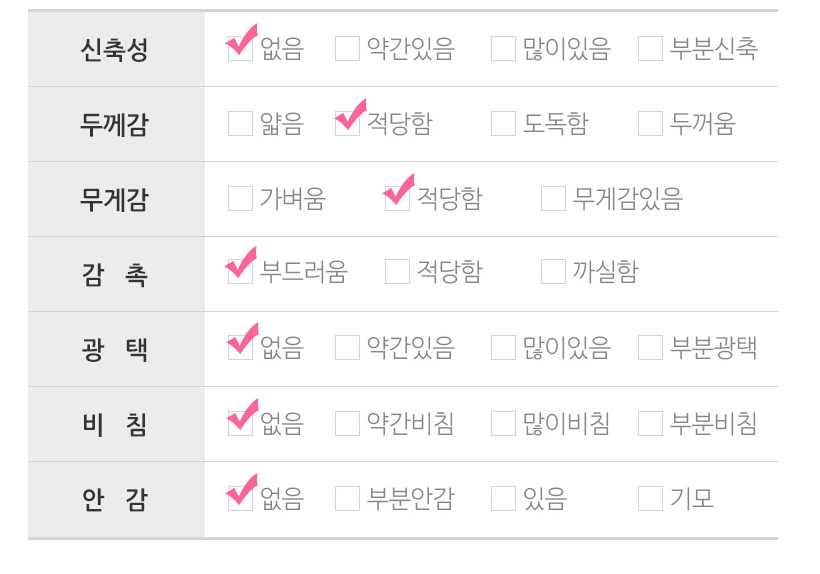 신축성 없음 약간있음 많이있음 부분신축
두께감 얇음 적당함 도독함 두꺼움
무게감 가벼움 적당함 무게감있음
감 촉 부드러움 적당함 까실함
광 택 없음 약간있음 많이있음 부분광택
비 침 없음 약간비침 많이비침 부분비침
안 감 없음 부분안감 있음 기모